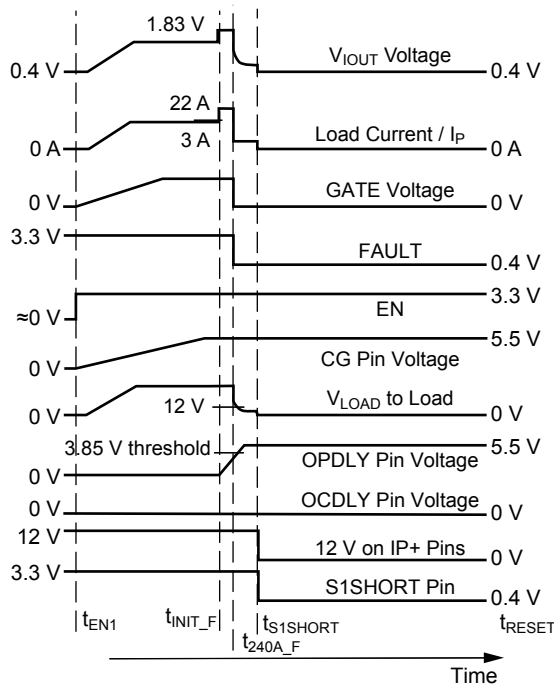 1.83 V
0.4 V
V_IOUT Voltage
0.4 V
22 A
3 A
0 A
Load Current / I_P
0 A
0 V
GATE Voltage
0 V
3.3 V
FAULT
0.4 V
≈0 V
EN
3.3 V
0 V
CG Pin Voltage
5.5 V
0 V
12 V
V_LOAD to Load
0 V
3.85 V threshold
0 V
OPDLY Pin Voltage
5.5 V
0 V
OCDLY Pin Voltage
0 V
12 V
12 V on IP+ Pins
0 V
3.3 V
S1SHORT Pin
0.4 V
t_EN1
t_INIT_F
t_S1SHORT
t_RESET
t_240A_F
Time